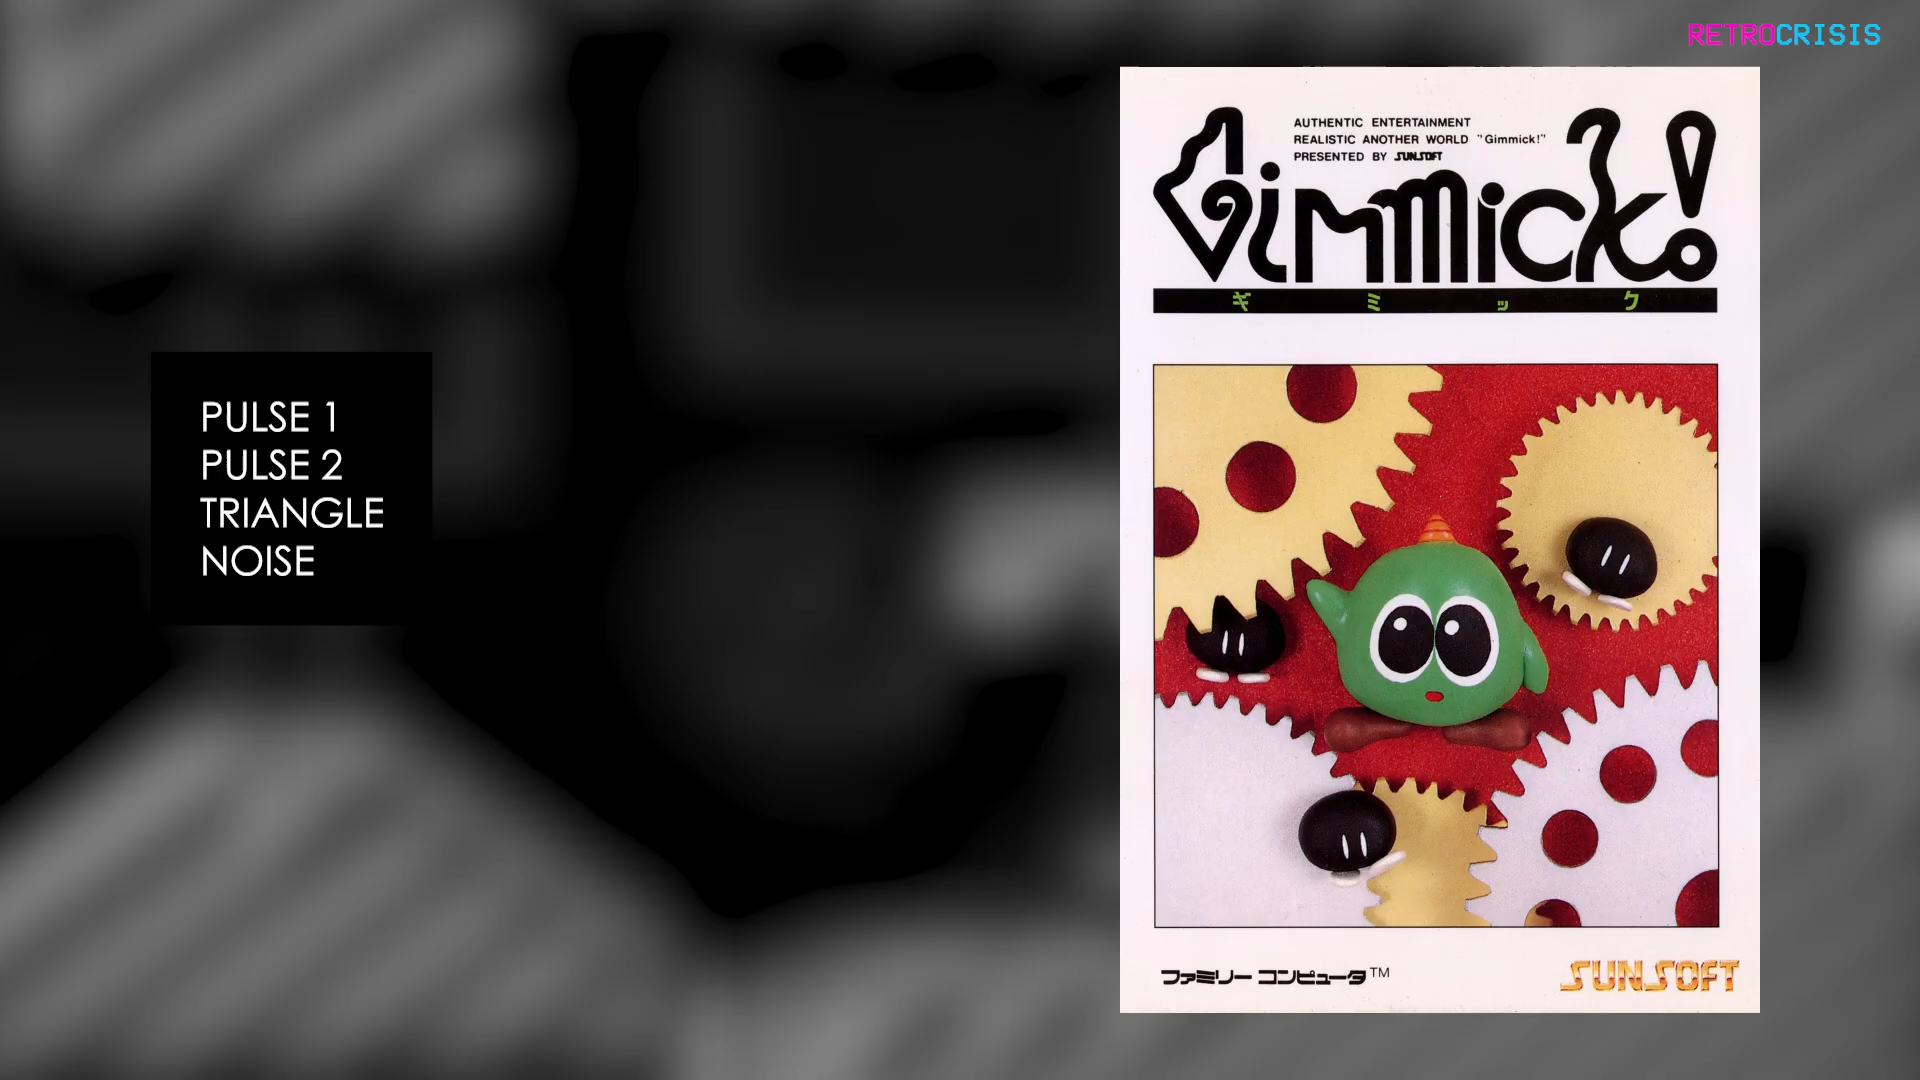 RETROCRISIS
AUTHENTIC ENTERTAINMENT
REALISTIC ANOTHER WORLD "Gimmick!"
PRESENTED BY SUNSOFT
Gimmick!
ギミック
PULSE 1
PULSE 2
TRIANGLE
NOISE
ファミリー コンピュータ™
SUNSOFT